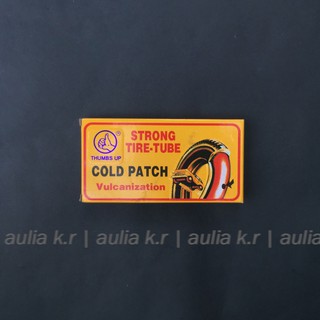 STRONG
TIRE-TUBE
®
THUMBS UP
COLD PATCH
Vulcanization
aulia k.r | aulia k.r | aulia k.r | aulia